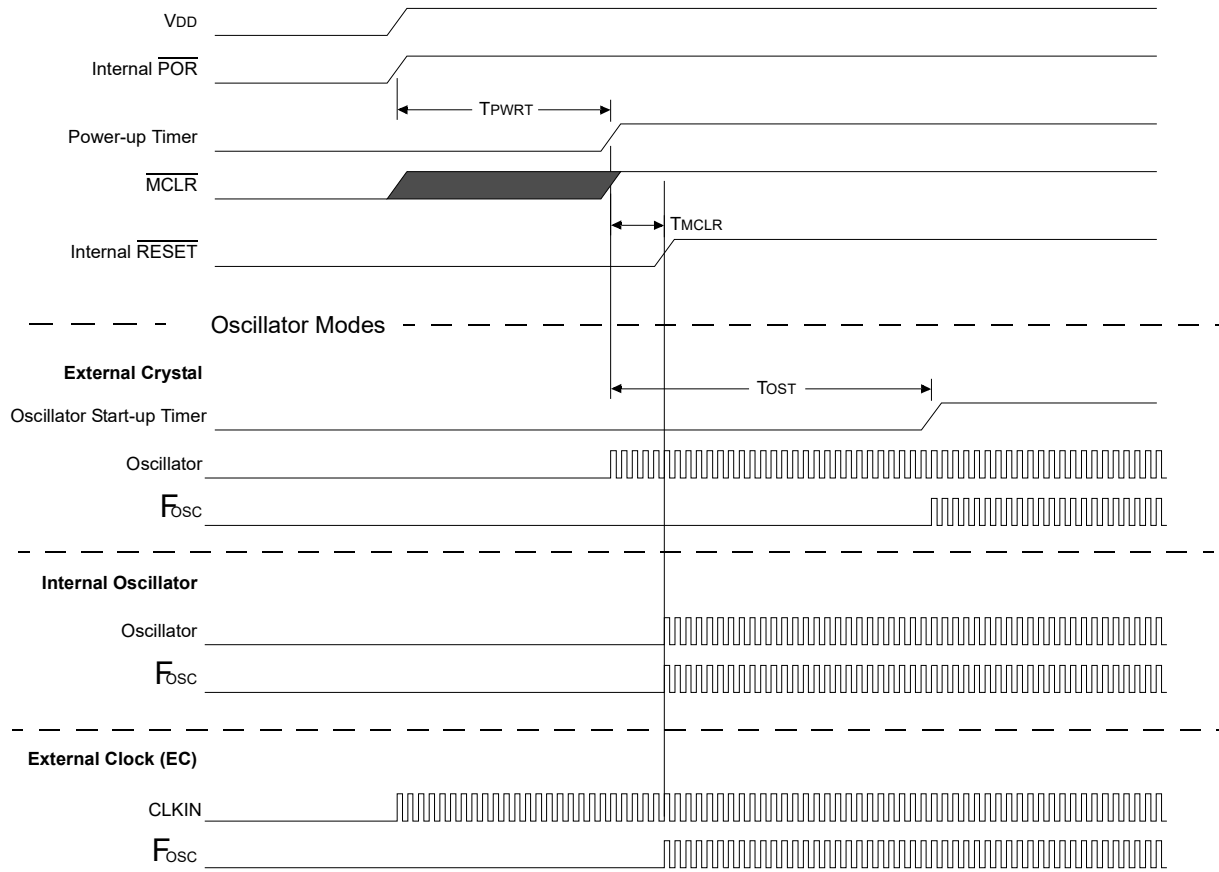 VDD
Internal POR
TPWRT
Power-up Timer
MCLR
TMCLR
Internal RESET
Oscillator Modes
External Crystal
TOST
Oscillator Start-up Timer
Oscillator
FOSC
Internal Oscillator
Oscillator
FOSC
External Clock (EC)
CLKIN
FOSC